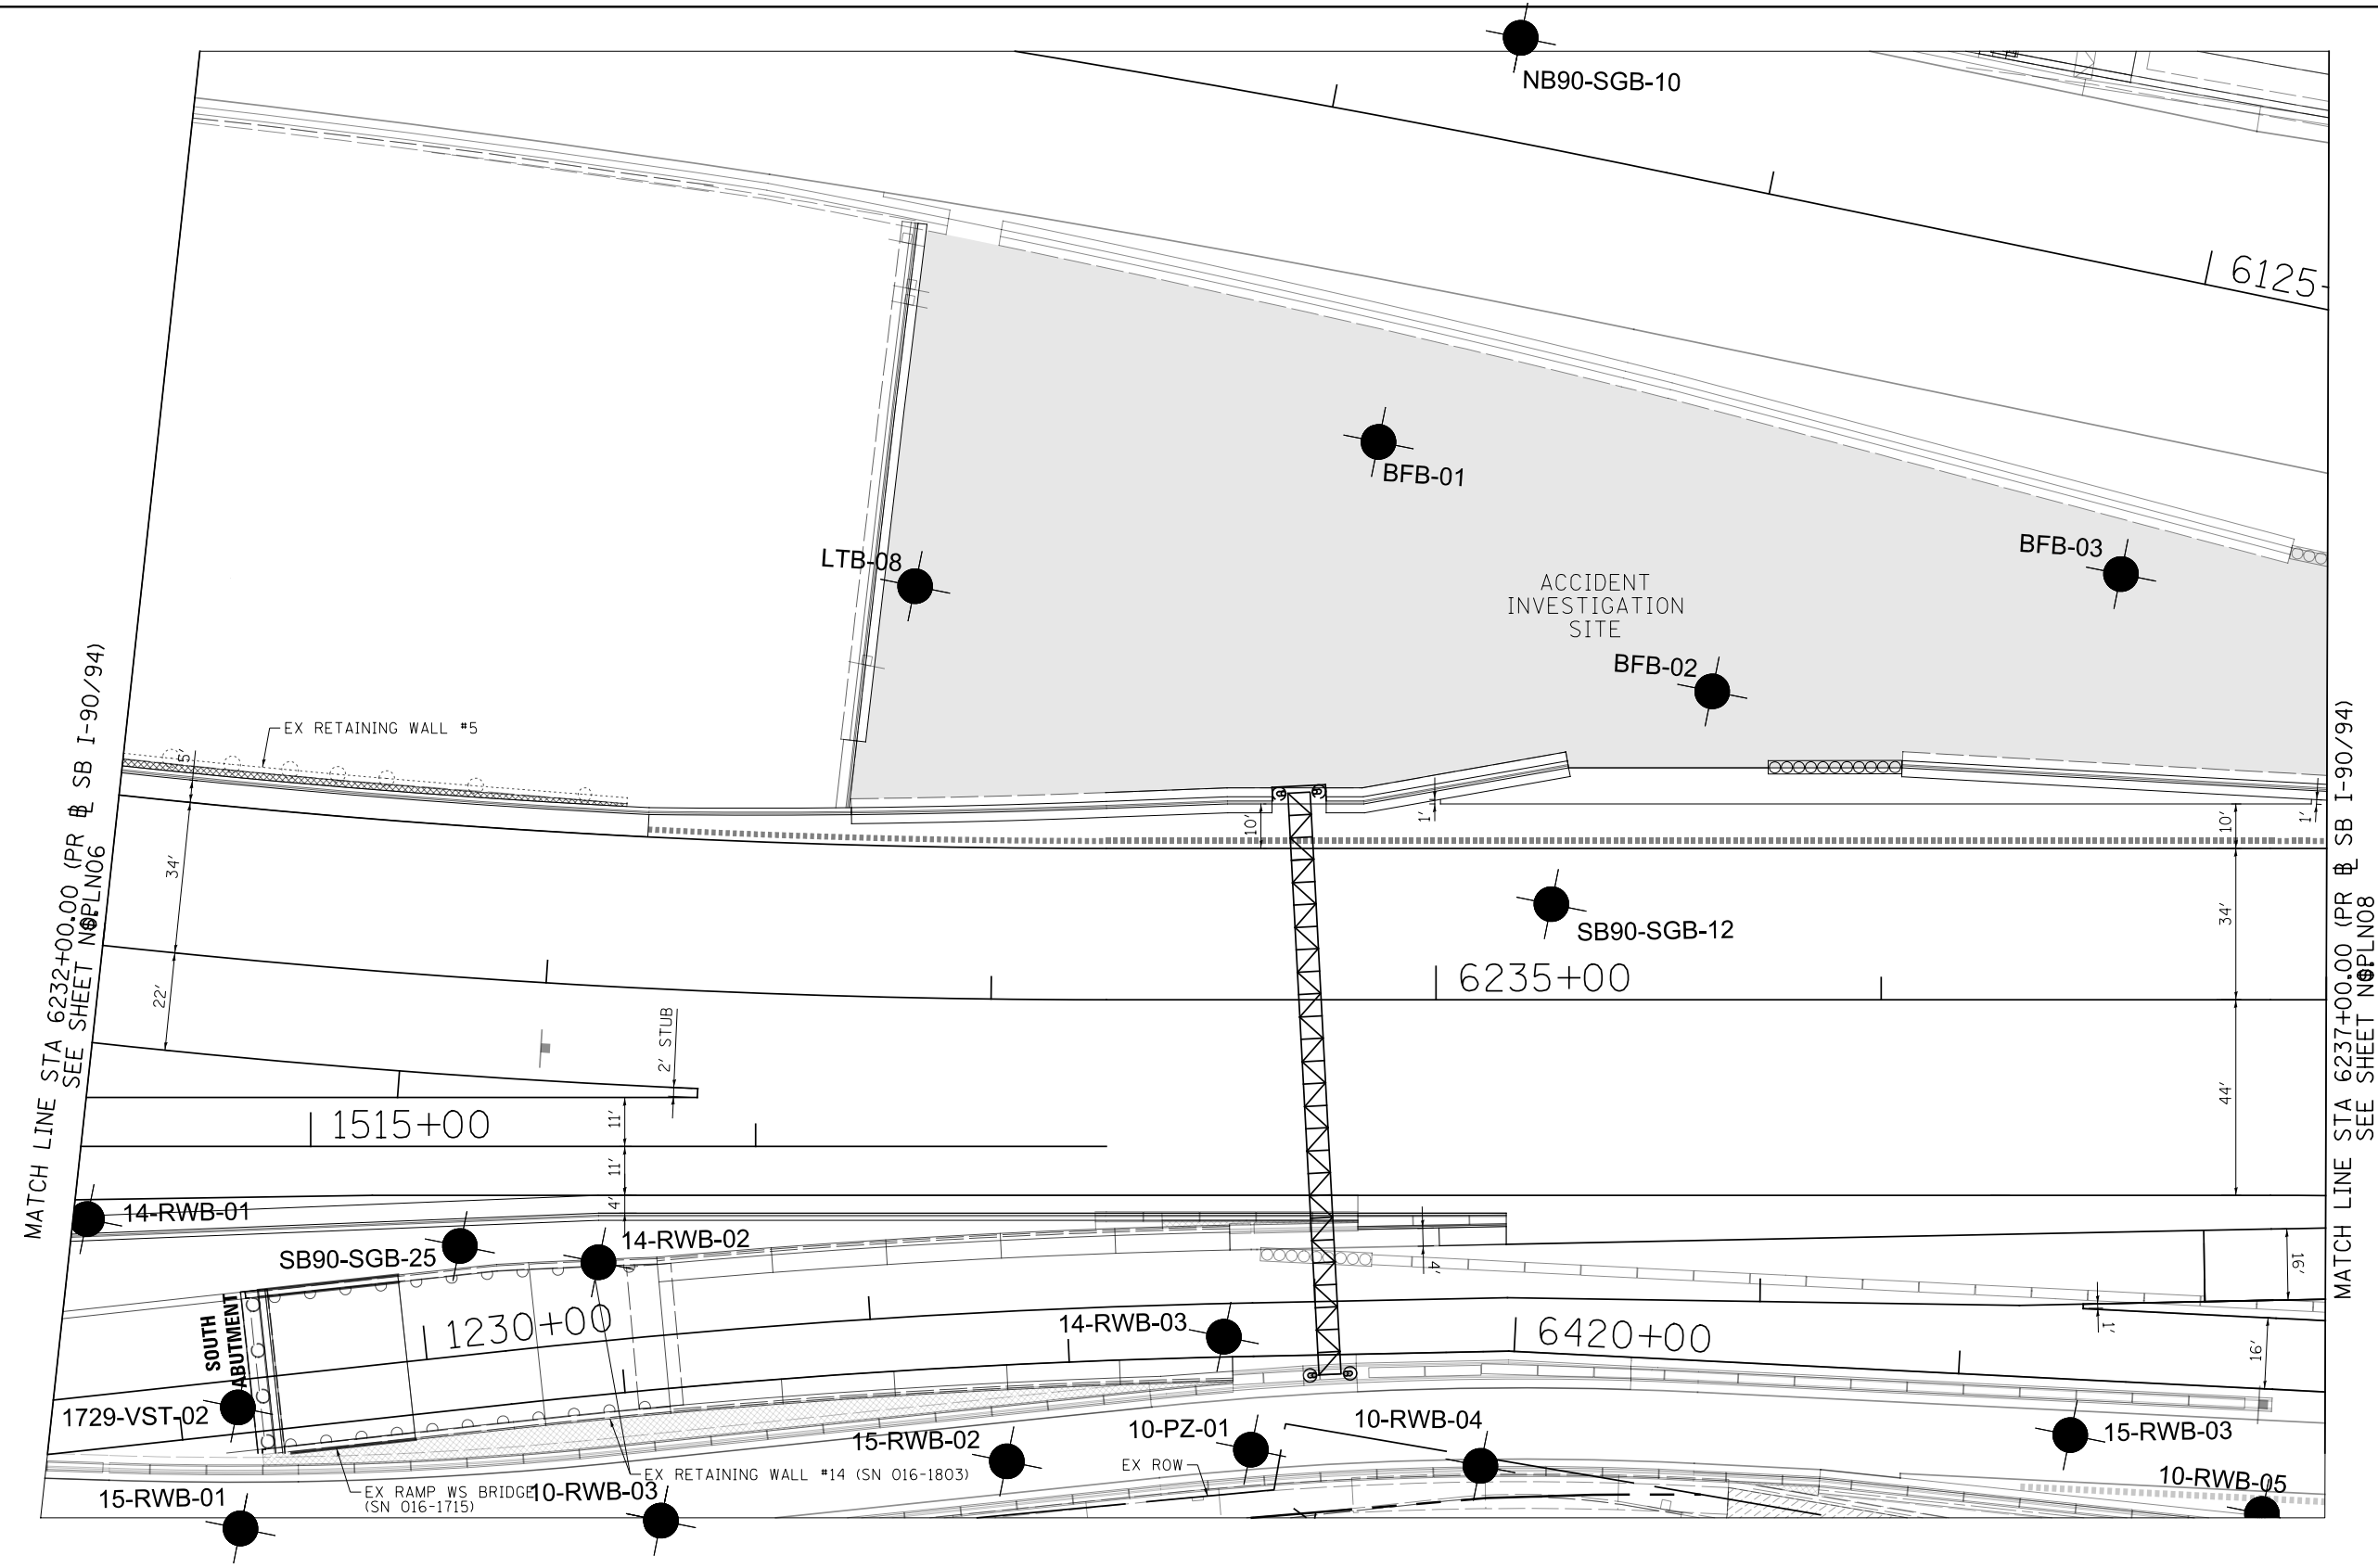 NB90-SGB-10
6125
BFB-01
LTB-08
BFB-03
ACCIDENT
INVESTIGATION
SITE
BFB-02
EX RETAINING WALL #5
5'
10'
1'
10'
1'
34'
SB90-SGB-12
34'
6235+00
22'
2' STUB
44'
1515+00
11'
11'
4'
14-RWB-01
14-RWB-02
SB90-SGB-25
4'
16'
1230+00
14-RWB-03
6420+00
1'
16'
SOUTH
ABUTMENT
1729-VST-02
15-RWB-02
10-PZ-01
10-RWB-04
15-RWB-03
EX ROW
EX RETAINING WALL #14 (SN 016-1803)
EX RAMP WS BRIDGE
(SN 016-1715)
10-RWB-03
15-RWB-01
10-RWB-05
MATCH LINE STA 6232+00.00 (PR SB I-90/94)
SEE SHEET PLN06
MATCH LINE STA 6237+00.00 (PR SB I-90/94)
SEE SHEET PLN08